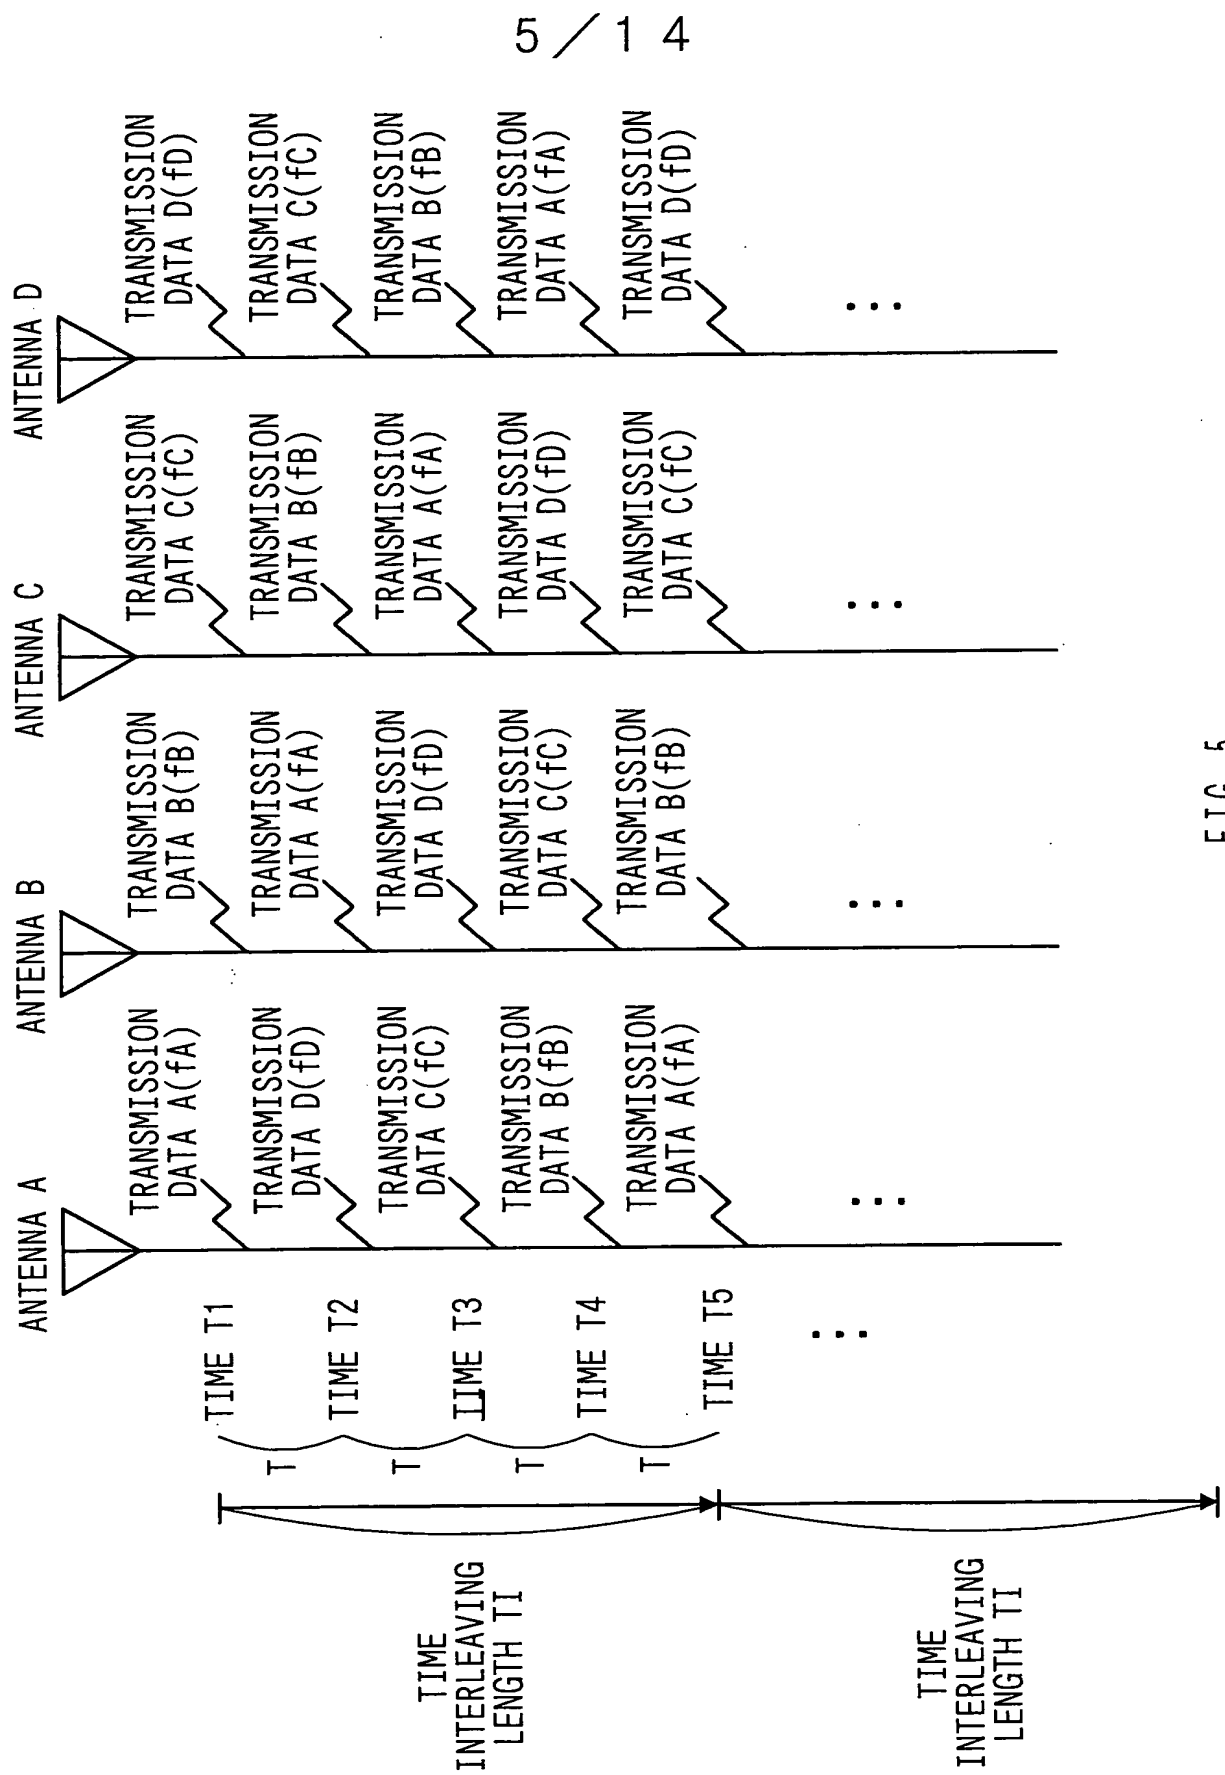 5/14
ANTENNA A
ANTENNA B
ANTENNA C
ANTENNA D
TIME T1
TRANSMISSION
DATA A(fA)
TRANSMISSION
DATA B(fB)
TRANSMISSION
DATA C(fC)
TRANSMISSION
DATA D(fD)
T
TIME T2
TRANSMISSION
DATA D(fD)
TRANSMISSION
DATA A(fA)
TRANSMISSION
DATA B(fB)
TRANSMISSION
DATA C(fC)
T
TIME T3
TRANSMISSION
DATA C(fC)
TRANSMISSION
DATA D(fD)
TRANSMISSION
DATA A(fA)
TRANSMISSION
DATA B(fB)
T
TIME T4
TRANSMISSION
DATA B(fB)
TRANSMISSION
DATA C(fC)
TRANSMISSION
DATA D(fD)
TRANSMISSION
DATA A(fA)
T
TIME T5
TRANSMISSION
DATA A(fA)
TRANSMISSION
DATA B(fB)
TRANSMISSION
DATA C(fC)
TRANSMISSION
DATA D(fD)
...
...
...
...
...
TIME
INTERLEAVING
LENGTH TI
TIME
INTERLEAVING
LENGTH TI
FIG. 5